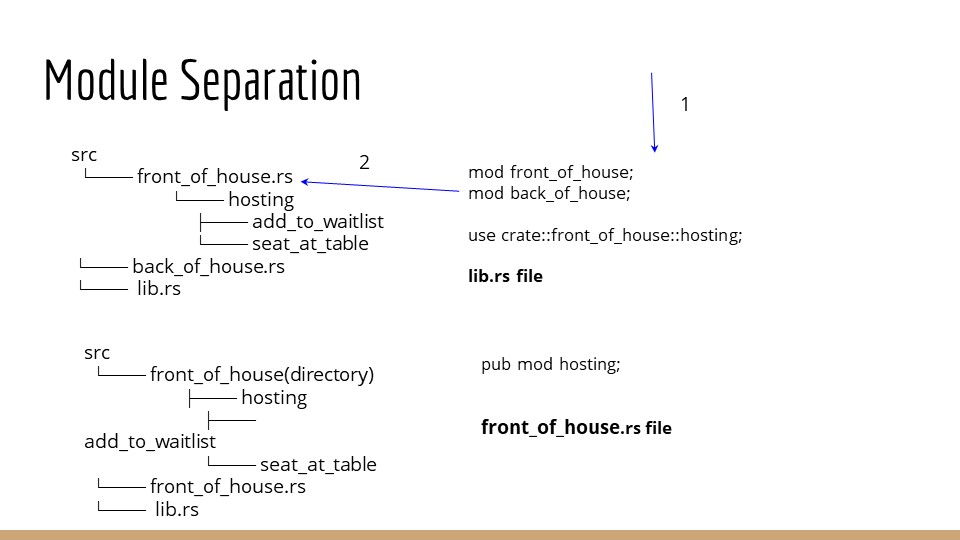 Module Separation
1
2
src
└──── front_of_house.rs
└──── hosting
├──── add_to_waitlist
└──── seat_at_table
└──── back_of_house.rs
└──── lib.rs
mod front_of_house;
mod back_of_house;
use crate::front_of_house::hosting;
lib.rs file
src
└──── front_of_house(directory)
├──── hosting
├────
add_to_waitlist
└──── seat_at_table
└──── front_of_house.rs
└──── lib.rs
pub mod hosting;
front_of_house.rs file